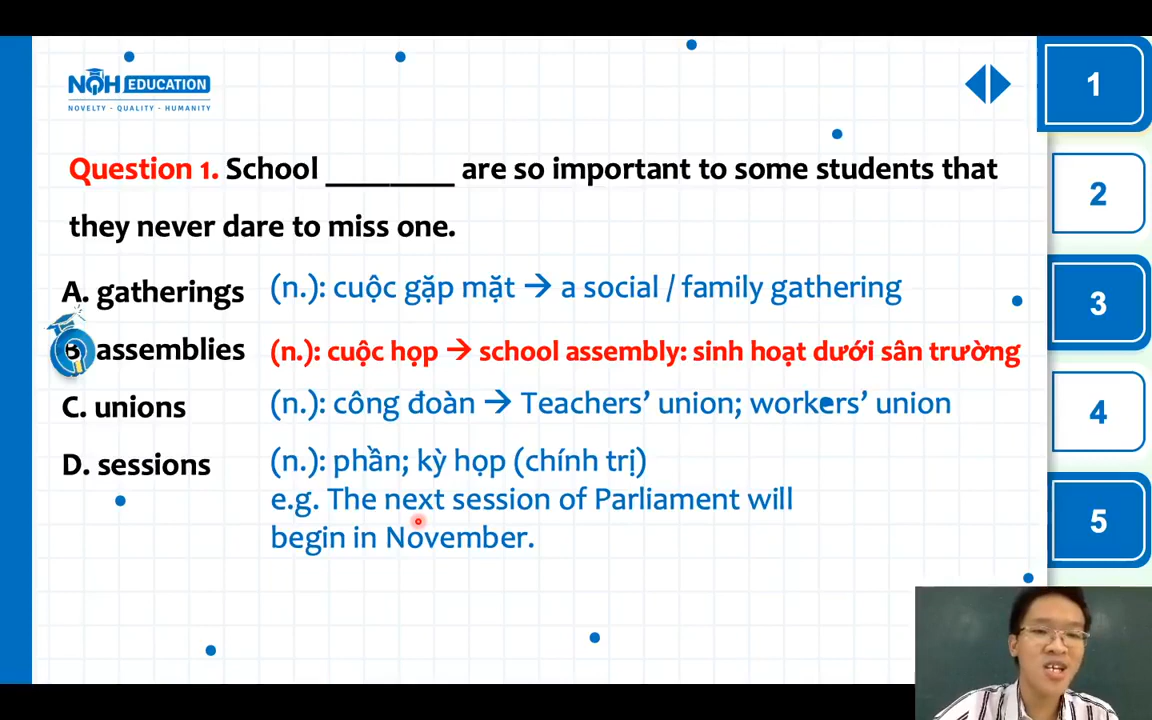 NQH EDUCATION
NOVELTY - QUALITY - HUMANITY
1
Question 1. School ________ are so important to some students that
they never dare to miss one.
2
A. gatherings (n.): cuộc gặp mặt → a social / family gathering
3
B assemblies (n.): cuộc họp → school assembly: sinh hoạt dưới sân trường
C. unions (n.): công đoàn → Teachers’ union; workers’ union
4
D. sessions (n.): phần; kỳ họp (chính trị)
e.g. The next session of Parliament will
begin in November.
5